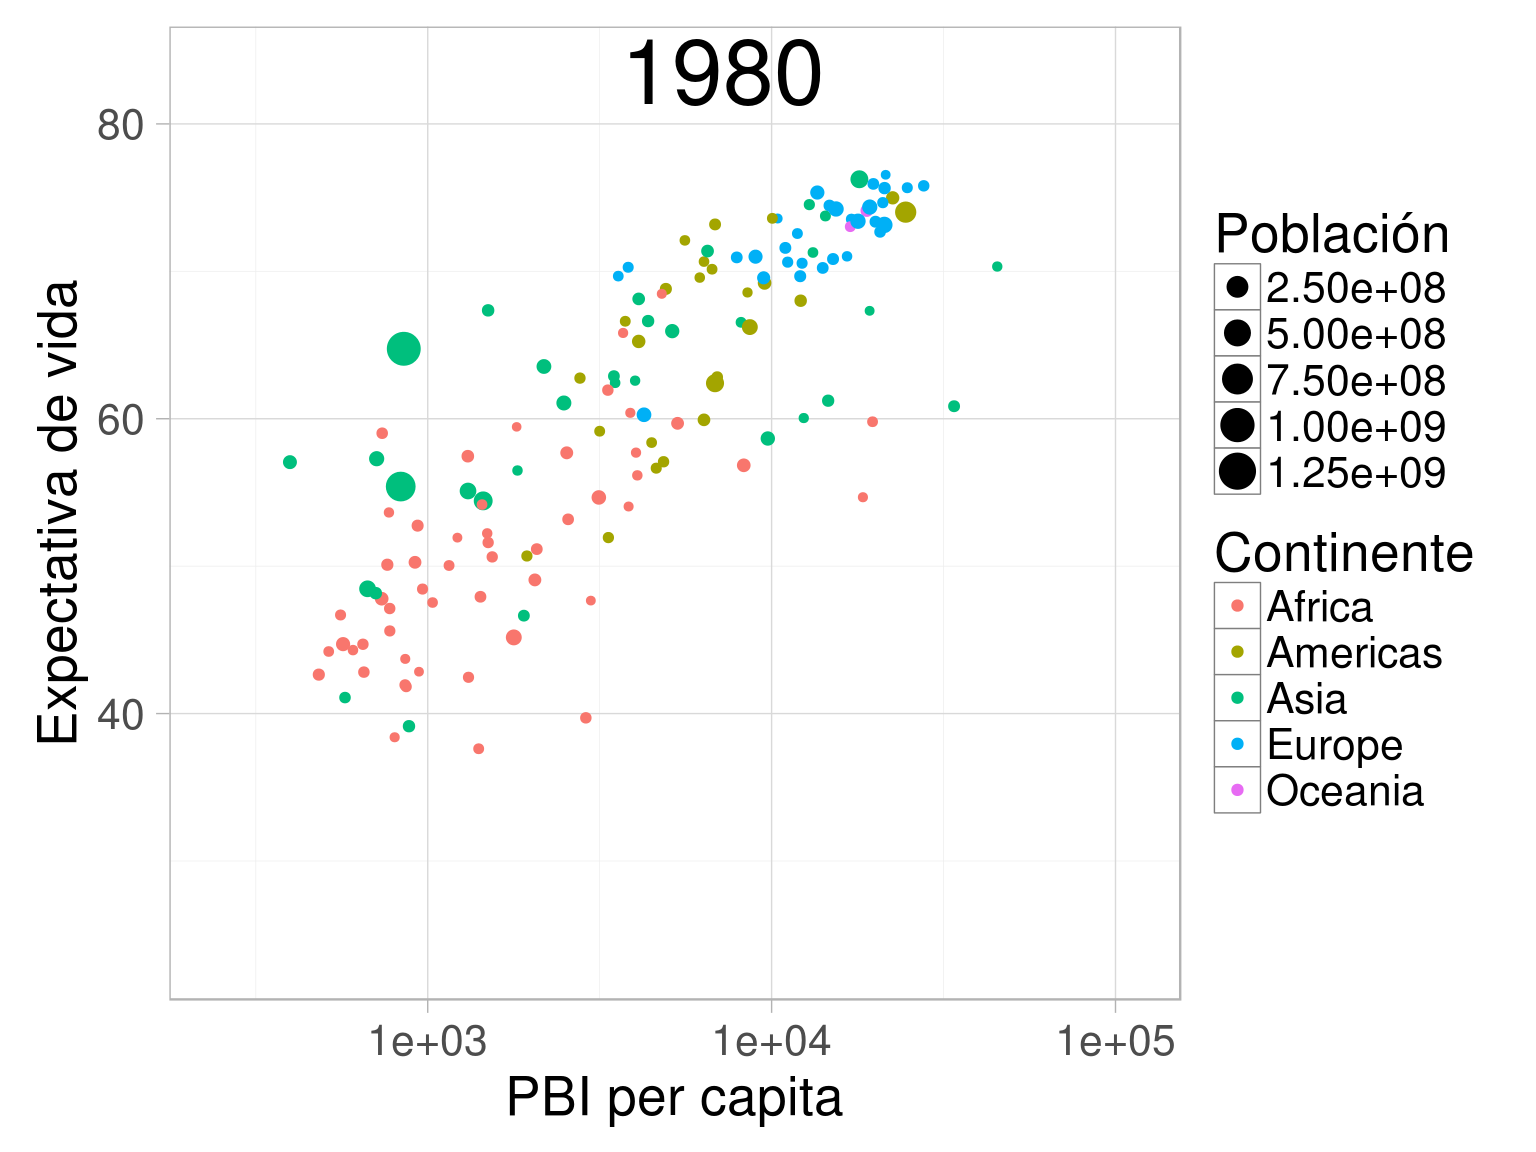 1980
80
60
40
Expectativa de vida
1e+03
1e+04
1e+05
PBI per capita
Población
2.50e+08
5.00e+08
7.50e+08
1.00e+09
1.25e+09
Continente
Africa
Americas
Asia
Europe
Oceania